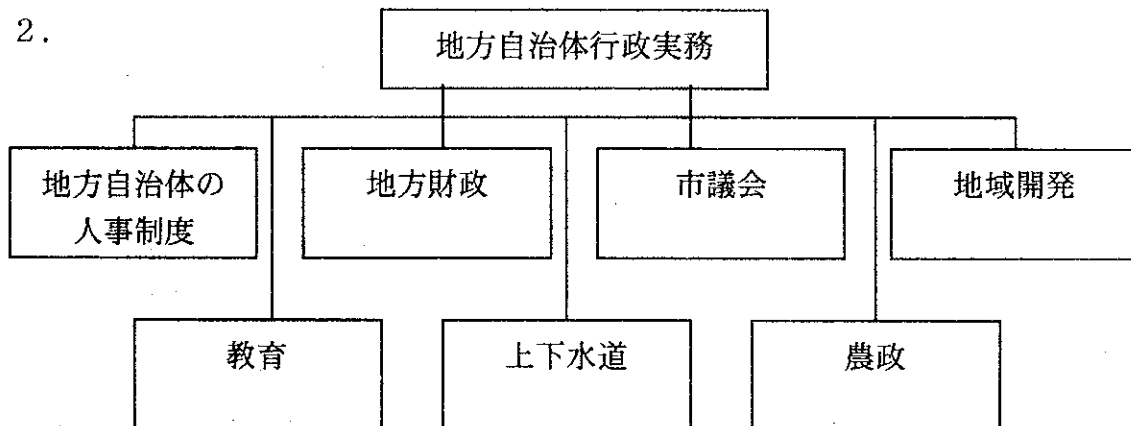 2.
地方自治体行政実務
地方自治体の
人事制度
地方財政
市議会
地域開発
教育
上下水道
農政